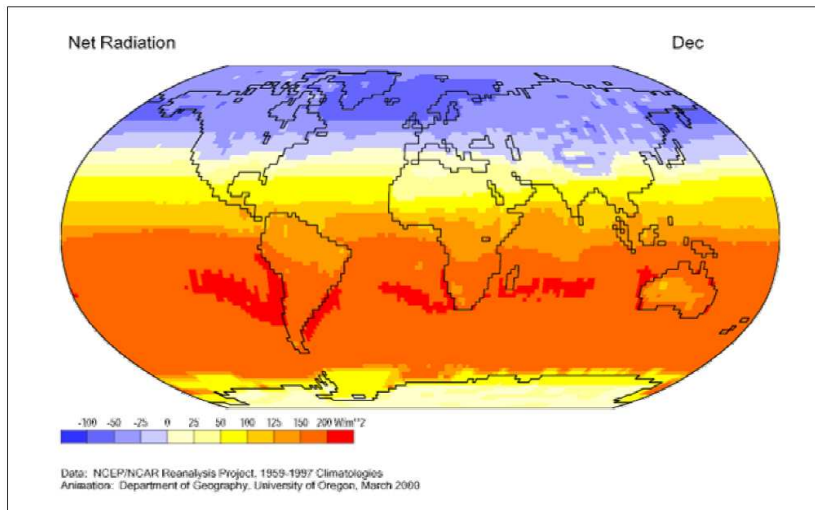 Net Radiation Dec
-100 -50 -25 0 25 50 100 125 150 200 W/m**2
Data: NCEP/NCAR Reanalysis Project, 1959-1997 Climatologies
Animation: Department of Geography, University of Oregon, March 2000